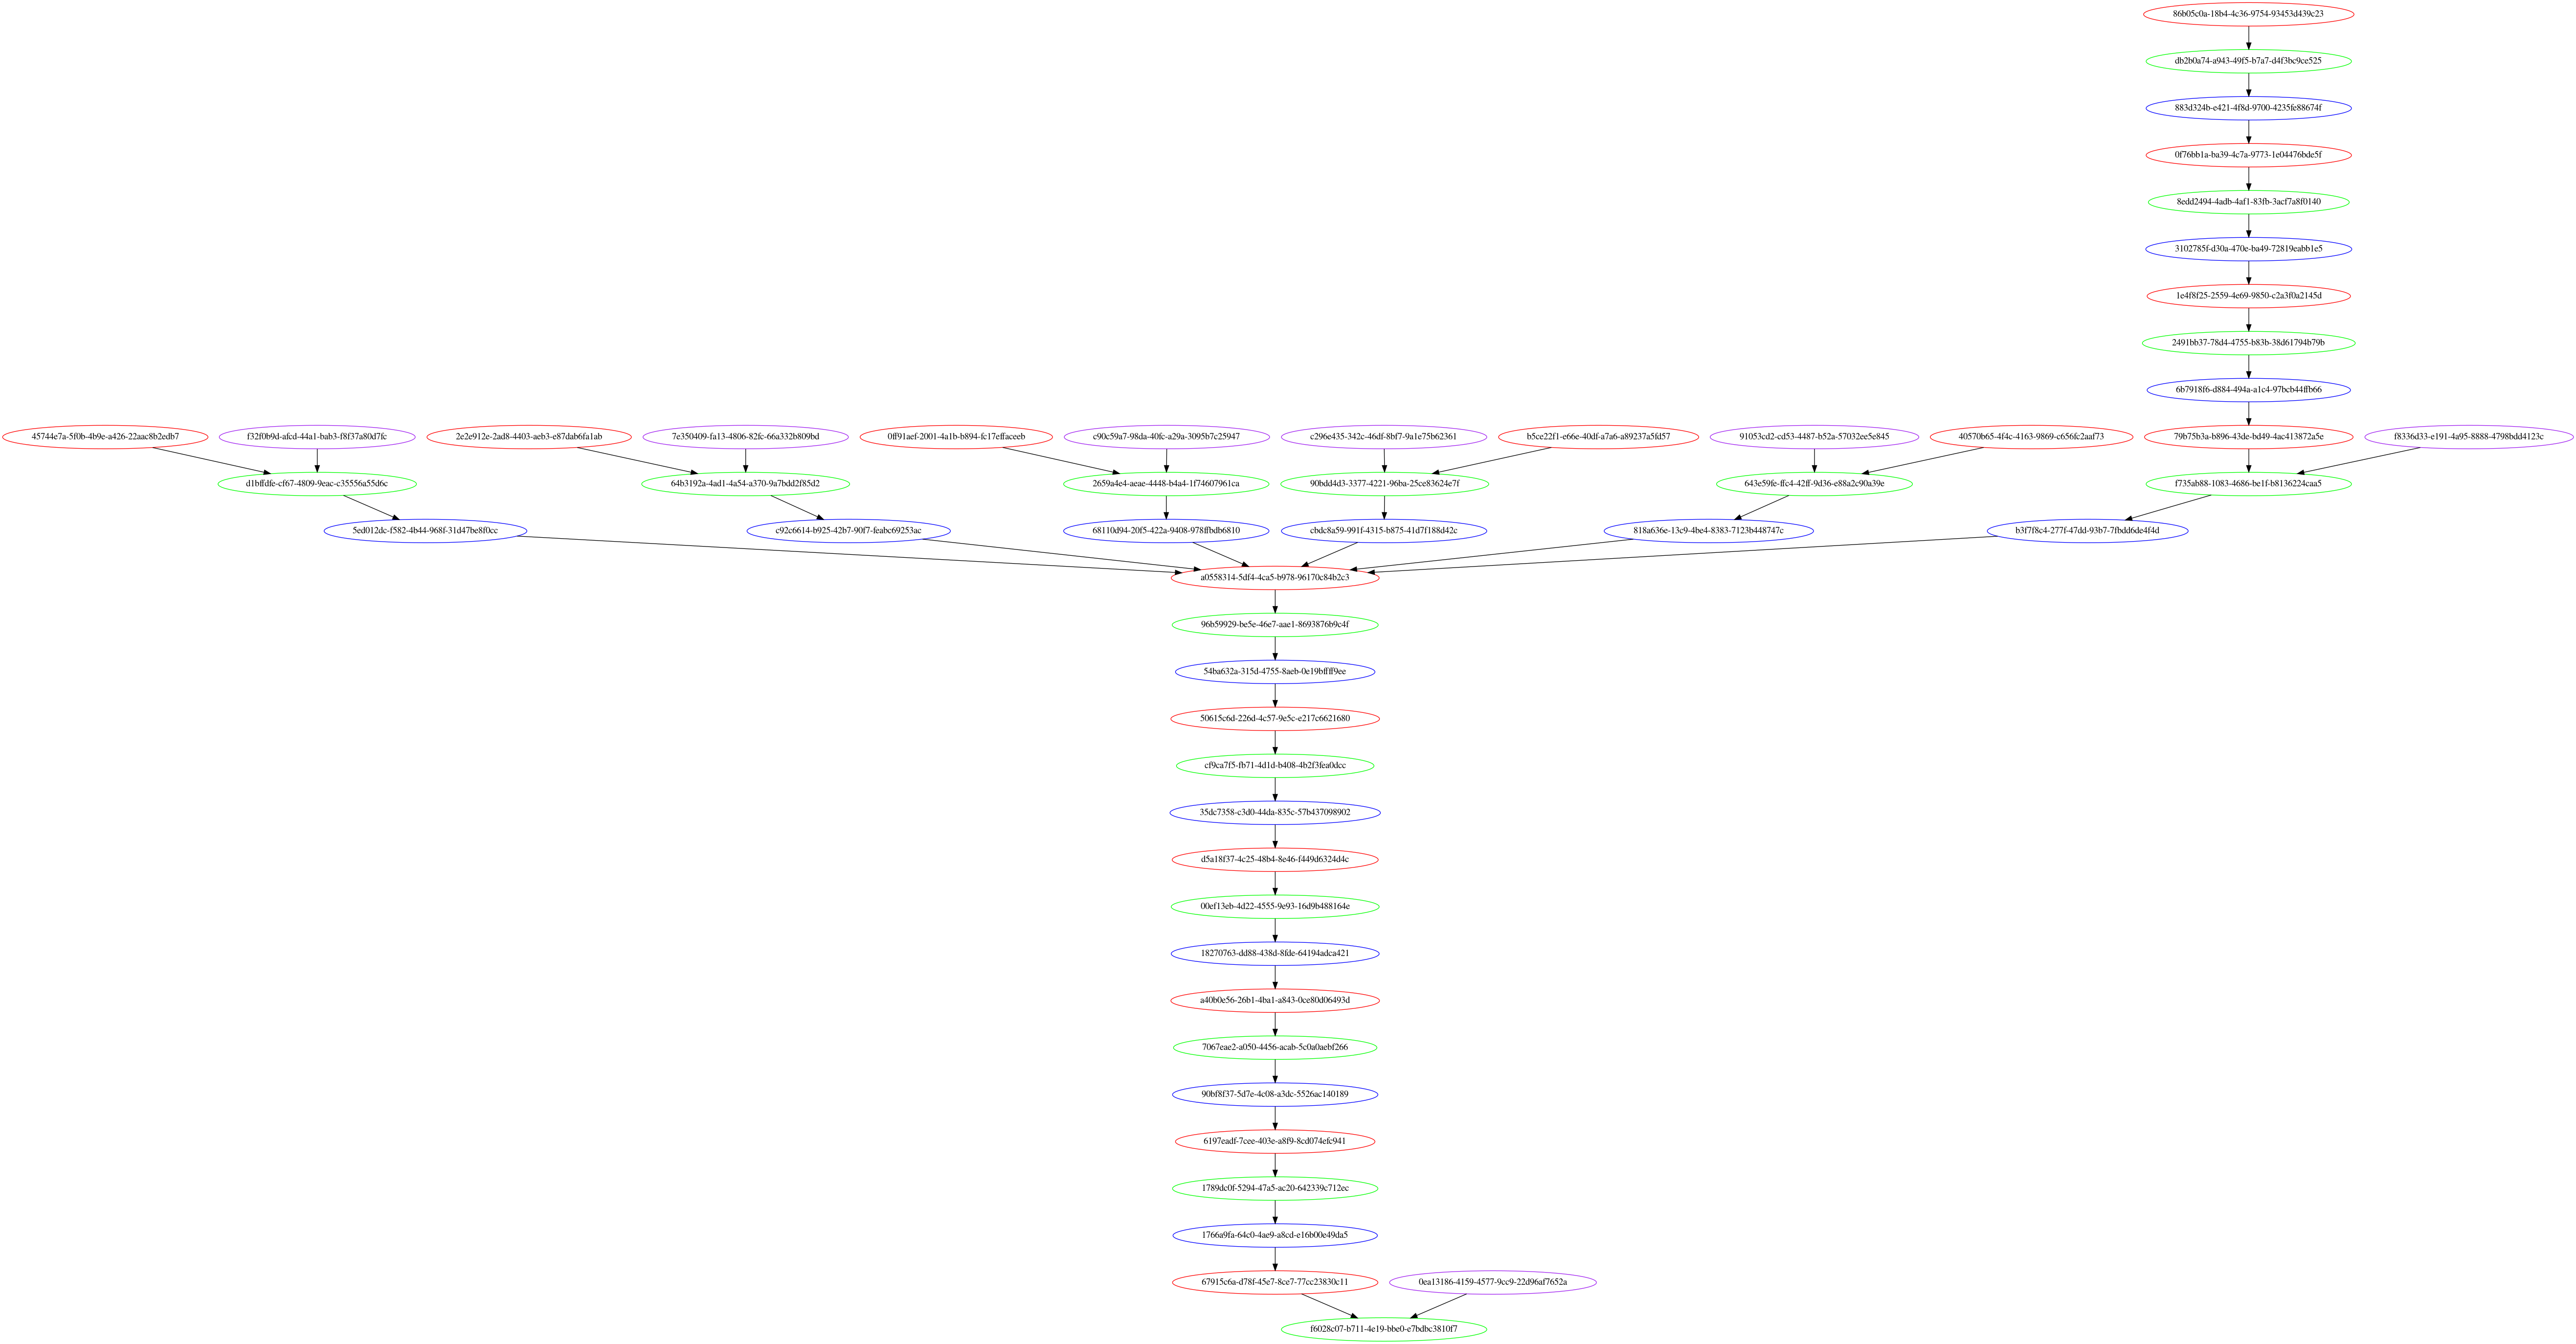 86b05c0a-18b4-4c36-9754-93453d439c23
db2b0a74-a943-49f5-b7a7-d4f3bc9ce525
883d324b-e421-4f8d-9700-4235fe88674f
0f76bb1a-ba39-4c7a-9773-1e04476bde5f
8edd2494-4adb-4af1-83fb-3acf7a8f0140
3102785f-d30a-470e-ba49-72819eabb1e5
1e4f8f25-2559-4e69-9850-c2a3f0a2145d
2491bb37-78d4-4755-b83b-38d61794b79b
6b7918f6-d884-494a-a1c4-97bcb44ffb66
45744e7a-5f0b-4b9e-a426-22aac8b2edb7
f32f0b9d-afcd-44a1-bab3-f8f37a80d7fc
2e2e912e-2ad8-4403-aeb3-e87dab6fa1ab
7e350409-fa13-4806-82fc-66a332b809bd
0ff91aef-2001-4a1b-b894-fc17effaceeb
c90c59a7-98da-40fc-a29a-3095b7c25947
c296e435-342c-46df-8bf7-9a1e75b62361
b5ce22f1-e66e-40df-a7a6-a89237a5fd57
91053cd2-cd53-4487-b52a-57032ee5e845
40570b65-4f4c-4163-9869-c656fc2aaf73
79b75b3a-b896-43de-bd49-4ac413872a5e
f8336d33-e191-4a95-8888-4798bdd4123c
d1bffdfe-cf67-4809-9eac-c35556a55d6c
64b3192a-4ad1-4a54-a370-9a7bdd2f85d2
2659a4e4-aeae-4448-b4a4-1f74607961ca
90bdd4d3-3377-4221-96ba-25ce83624e7f
643e59fe-ffc4-42ff-9d36-e88a2c90a39e
f735ab88-1083-4686-be1f-b8136224caa5
5ed012dc-f582-4b44-968f-31d47be8f0cc
c92c6614-b925-42b7-90f7-feabc69253ac
68110d94-20f5-422a-9408-978ffbdb6810
cbdc8a59-991f-4315-b875-41d7f188d42c
818a636e-13c9-4be4-8383-7123b448747c
b3f7f8c4-277f-47dd-93b7-7fbdd6de4f4d
a0558314-5df4-4ca5-b978-96170c84b2c3
96b59929-be5e-46e7-aae1-8693876b9c4f
54ba632a-315d-4755-8aeb-0e19bffff9ee
50615c6d-226d-4c57-9e5c-e217c6621680
cf9ca7f5-fb71-4d1d-b408-4b2f3fea0dcc
35dc7358-c3d0-44da-835c-57b437098902
d5a18f37-4c25-48b4-8e46-f449d6324d4c
00ef13eb-4d22-4555-9e93-16d9b488164e
18270763-dd88-438d-8fde-64194adca421
a40b0e56-26b1-4ba1-a843-0ce80d06493d
7067eae2-a050-4456-acab-5c0a0aebf266
90bf8f37-5d7e-4c08-a3dc-5526ac140189
6197eadf-7cee-403e-a8f9-8cd074efc941
1789dc0f-5294-47a5-ac20-642339c712ec
1766a9fa-64c0-4ae9-a8cd-e16b00e49da5
67915c6a-d78f-45e7-8ce7-77cc23830c11
0ea13186-4159-4577-9cc9-22d96af7652a
f6028c07-b711-4e19-bbe0-e7bdbc3810f7